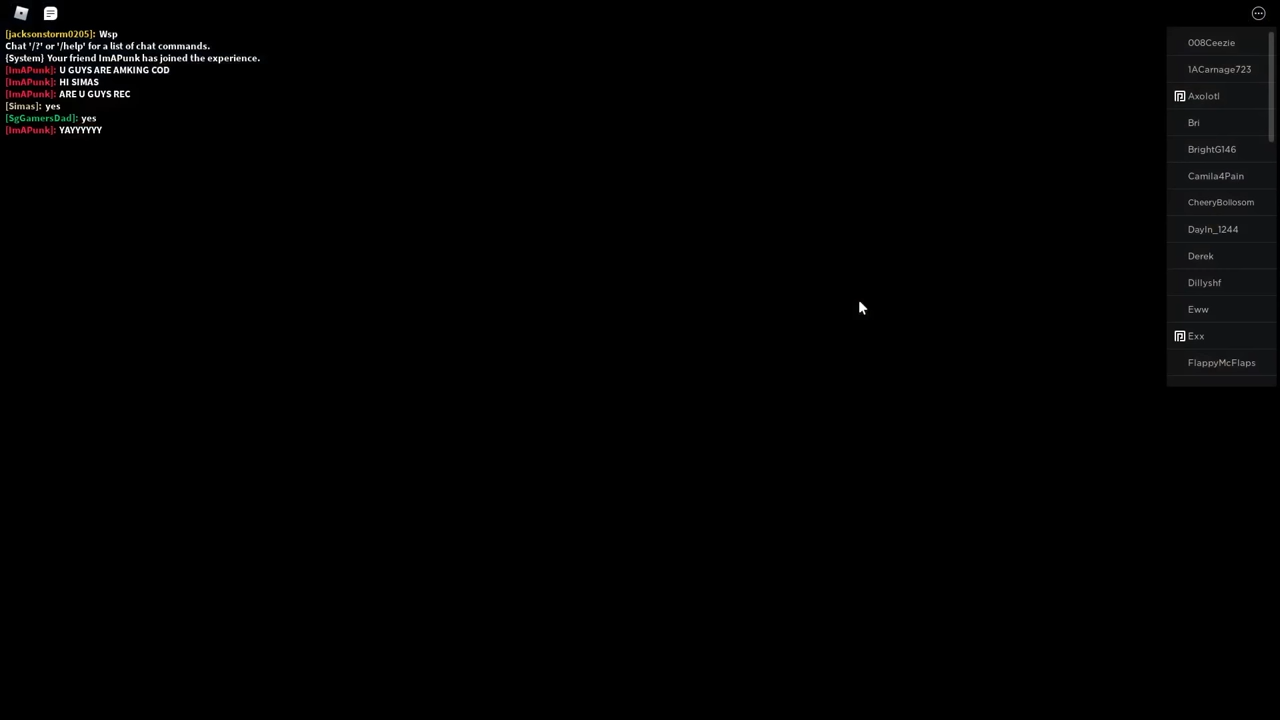 [jacksonstorm0205]: Wsp
Chat '/?' or '/help' for a list of chat commands.
{System} Your friend ImAPunk has joined the experience.
[ImAPunk]: U GUYS ARE AMKING COD
[ImAPunk]: HI SIMAS
[ImAPunk]: ARE U GUYS REC
[Simas]: yes
[SgGamersDad]: yes
[ImAPunk]: YAYYYYYY
008Ceezie
1ACarnage723
Axolotl
Bri
BrightG146
Camila4Pain
CheeryBollosom
DayIn_1244
Derek
Dillyshf
Eww
Exx
FlappyMcFlaps